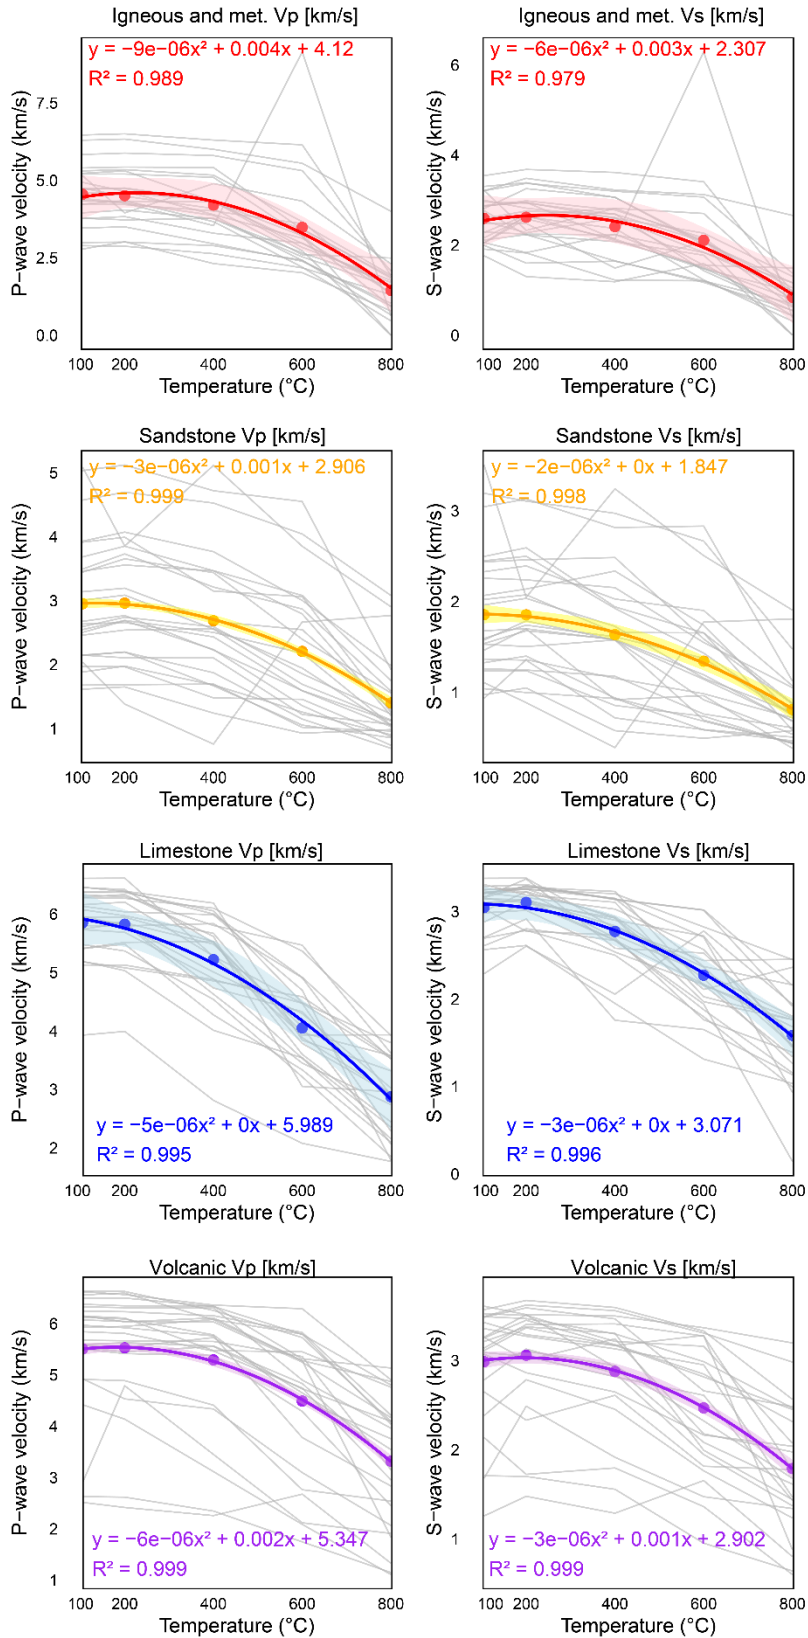 Igneous and met. Vp [km/s]
y = −9e−06x² + 0.004x + 4.12
R² = 0.989
P−wave velocity (km/s)
7.5
5.0
2.5
0.0
100 200 400 600 800
Temperature (°C)
Igneous and met. Vs [km/s]
y = −6e−06x² + 0.003x + 2.307
R² = 0.979
S−wave velocity (km/s)
6
4
2
0
100 200 400 600 800
Temperature (°C)
Sandstone Vp [km/s]
y = −3e−06x² + 0.001x + 2.906
R² = 0.999
P−wave velocity (km/s)
5
4
3
2
1
100 200 400 600 800
Temperature (°C)
Sandstone Vs [km/s]
y = −2e−06x² + 0x + 1.847
R² = 0.998
S−wave velocity (km/s)
3
2
1
100 200 400 600 800
Temperature (°C)
Limestone Vp [km/s]
P−wave velocity (km/s)
6
5
4
3
2
y = −5e−06x² + 0x + 5.989
R² = 0.995
100 200 400 600 800
Temperature (°C)
Limestone Vs [km/s]
S−wave velocity (km/s)
3
2
1
0
y = −3e−06x² + 0x + 3.071
R² = 0.996
100 200 400 600 800
Temperature (°C)
Volcanic Vp [km/s]
P−wave velocity (km/s)
6
5
4
3
2
1
y = −6e−06x² + 0.002x + 5.347
R² = 0.999
100 200 400 600 800
Temperature (°C)
Volcanic Vs [km/s]
S−wave velocity (km/s)
3
2
1
y = −3e−06x² + 0.001x + 2.902
R² = 0.999
100 200 400 600 800
Temperature (°C)